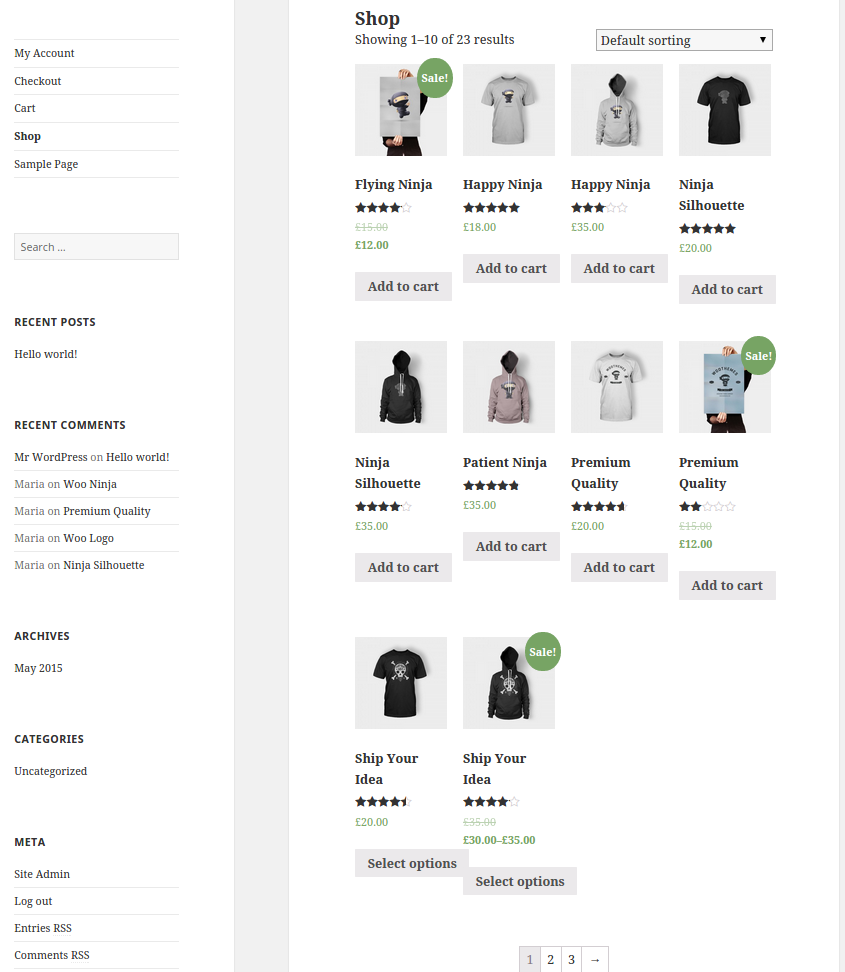 My Account
Checkout
Cart
Shop
Sample Page
Search ...
RECENT POSTS
Hello world!
RECENT COMMENTS
Mr WordPress on Hello world!
Maria on Woo Ninja
Maria on Premium Quality
Maria on Woo Logo
Maria on Ninja Silhouette
ARCHIVES
May 2015
CATEGORIES
Uncategorized
META
Site Admin
Log out
Entries RSS
Comments RSS
Shop
Showing 1–10 of 23 results
Default sorting
Sale!
Flying Ninja
£15.00
£12.00
Add to cart
Happy Ninja
£18.00
Add to cart
Happy Ninja
£35.00
Add to cart
Ninja
Silhouette
£20.00
Add to cart
Ninja
Silhouette
£35.00
Add to cart
Patient Ninja
£35.00
Add to cart
WOOTHEMES
Premium
Quality
£20.00
Add to cart
Sale!
WOOTHEMES
Premium
Quality
£15.00
£12.00
Add to cart
Ship Your
Idea
£20.00
Select options
Sale!
Ship Your
Idea
£35.00
£30.00–£35.00
Select options
1 2 3 →